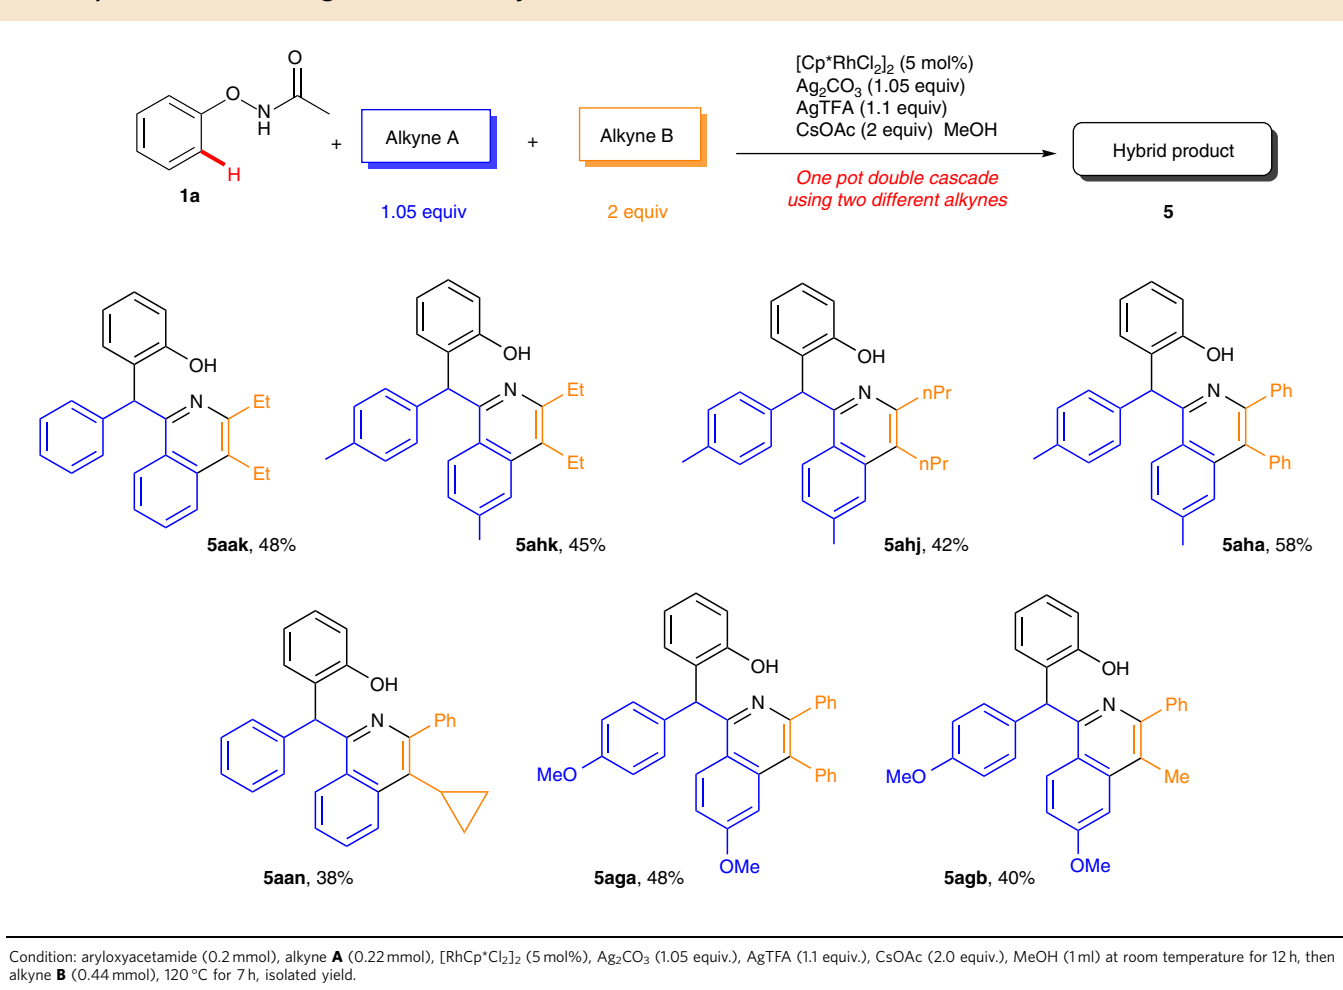 O
O
N
H
H
1a
+
Alkyne A
1.05 equiv
+
Alkyne B
2 equiv
[Cp*RhCl₂]₂ (5 mol%)
Ag₂CO₃ (1.05 equiv)
AgTFA (1.1 equiv)
CsOAc (2 equiv) MeOH
One pot double cascade
using two different alkynes
Hybrid product
5
OH
N
Et
Et
5aak, 48%
OH
N
Et
Et
5ahk, 45%
OH
N
nPr
nPr
5ahj, 42%
OH
N
Ph
Ph
5aha, 58%
OH
N
Ph
5aan, 38%
OH
N
Ph
Ph
MeO
OMe
5aga, 48%
OH
N
Ph
Me
MeO
OMe
5agb, 40%
Condition: aryloxyacetamide (0.2 mmol), alkyne A (0.22 mmol), [RhCp*Cl₂]₂ (5 mol%), Ag₂CO₃ (1.05 equiv.), AgTFA (1.1 equiv.), CsOAc (2.0 equiv.), MeOH (1 ml) at room temperature for 12 h, then
alkyne B (0.44 mmol), 120 °C for 7 h, isolated yield.